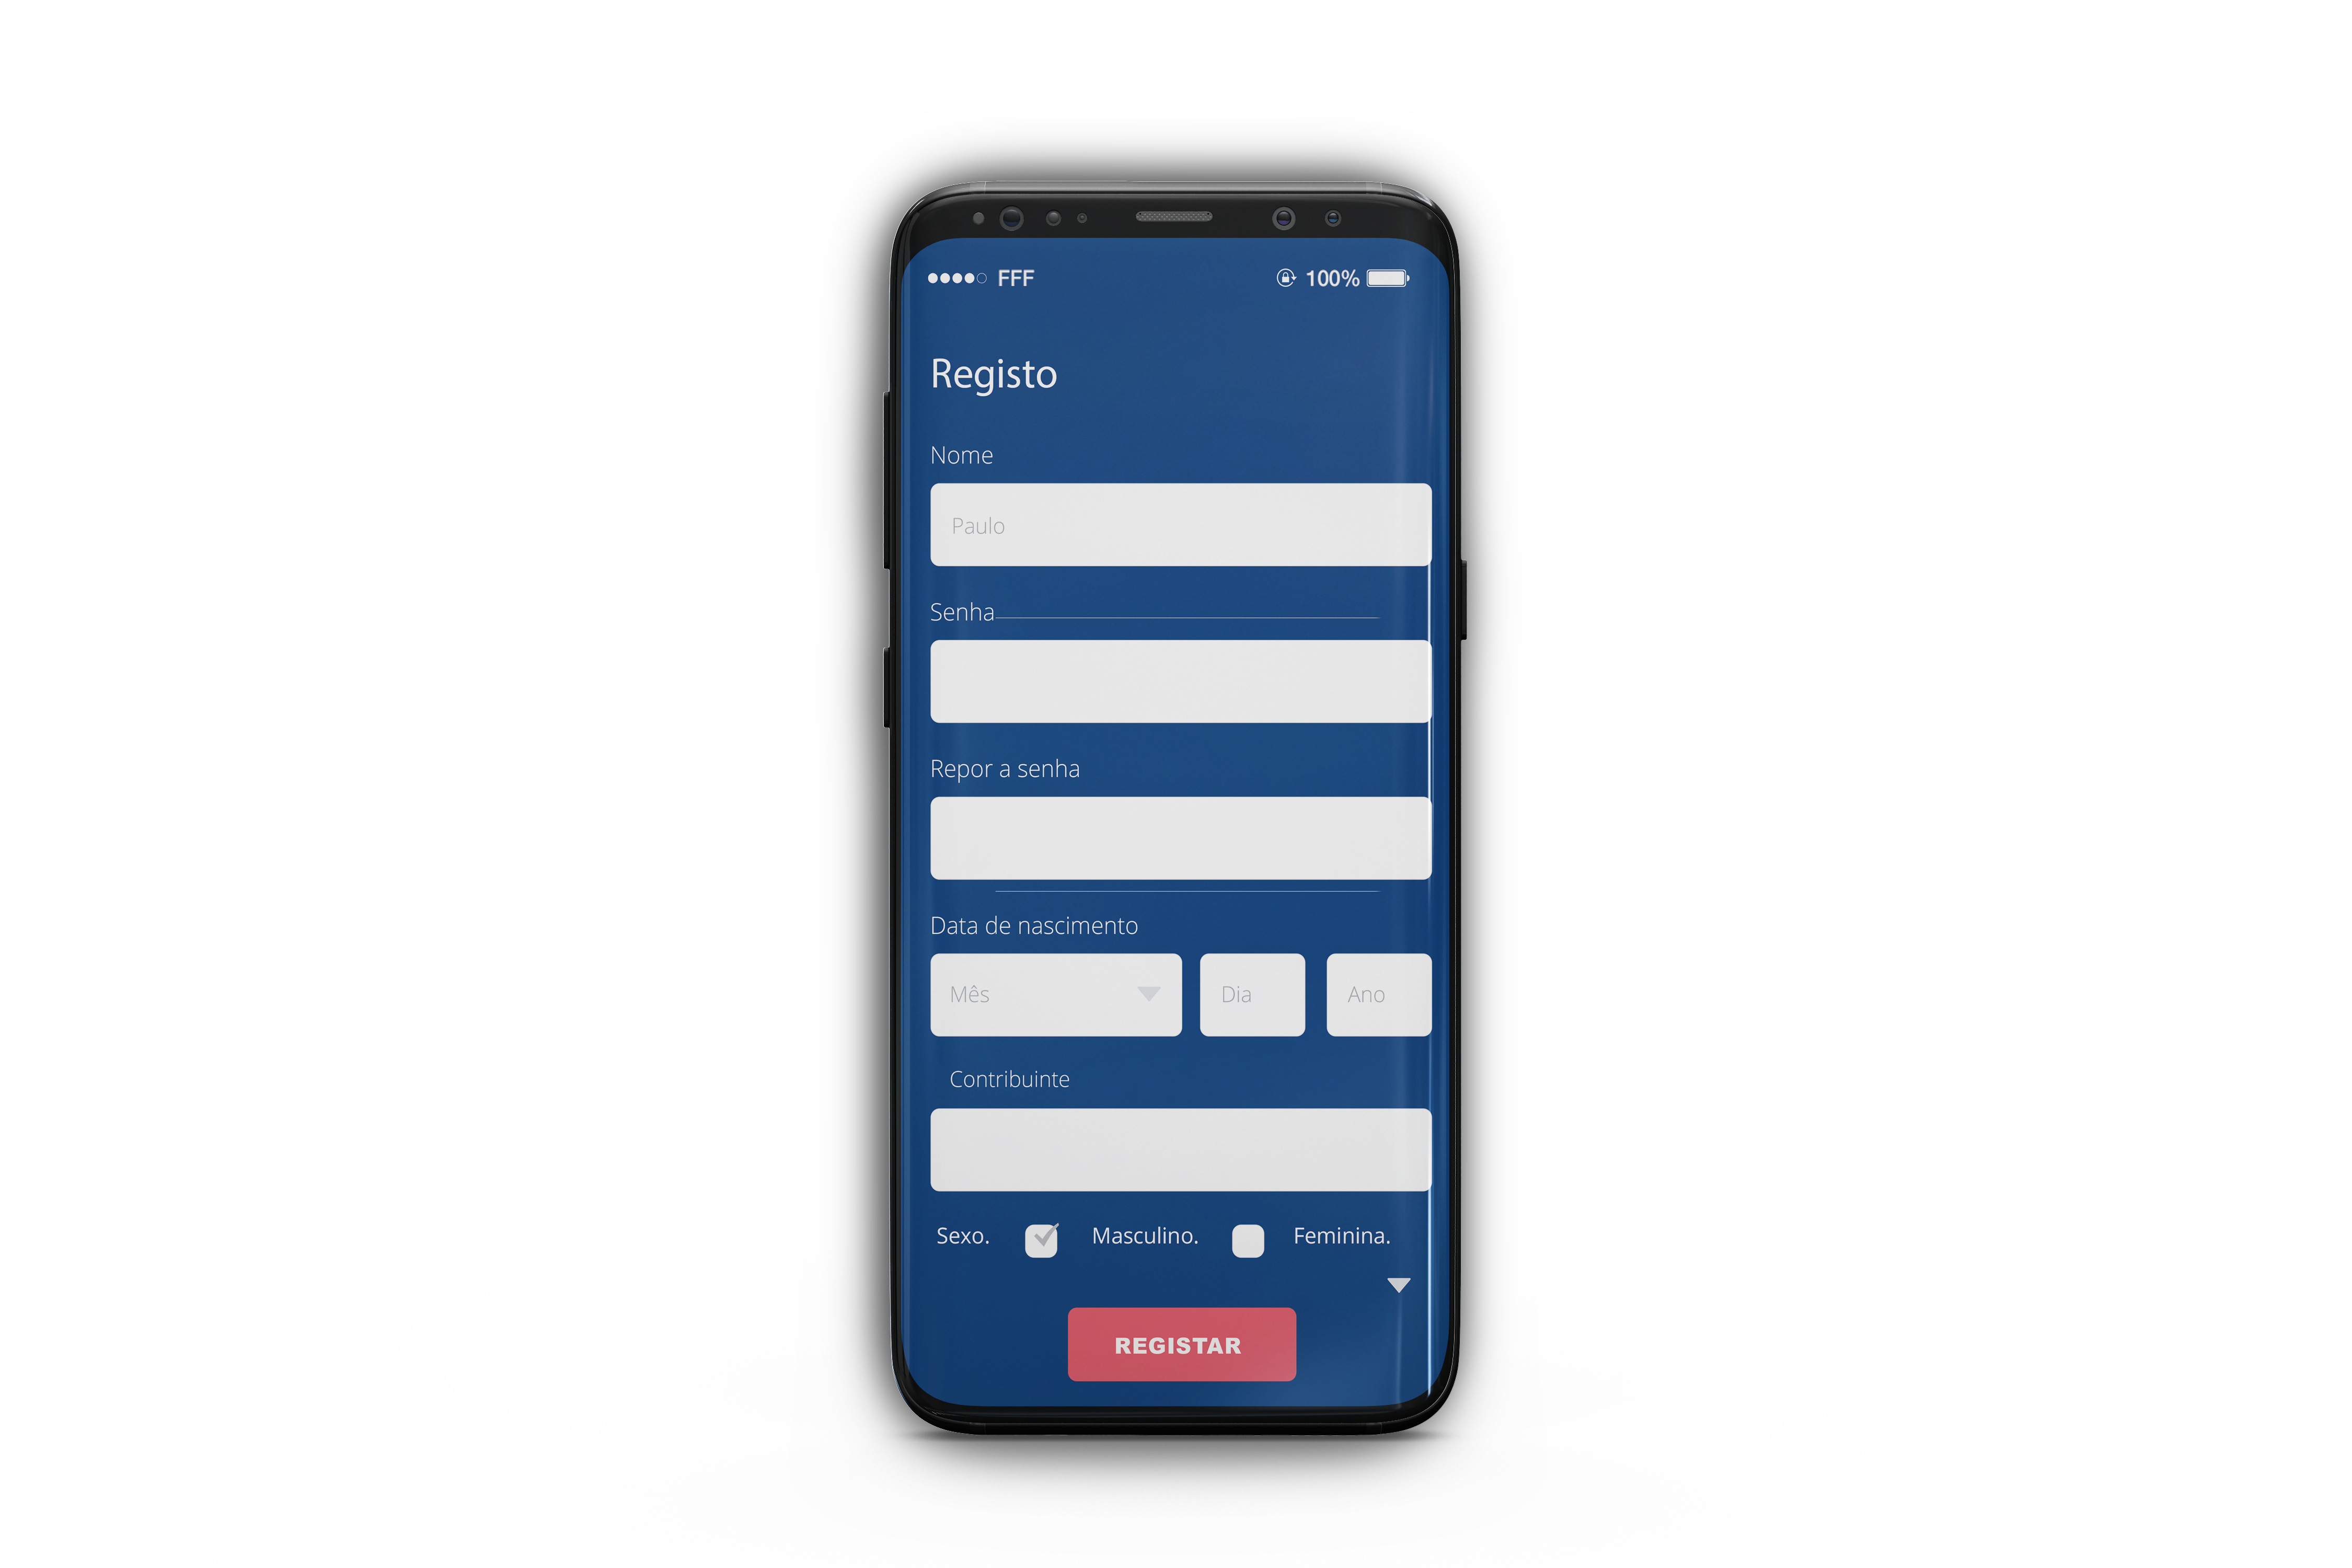 FFF 100%
Registo
Nome
Paulo
Senha
Repor a senha
Data de nascimento
Mês Dia Ano
Contribuinte
Sexo. Masculino. Feminina.
REGISTAR